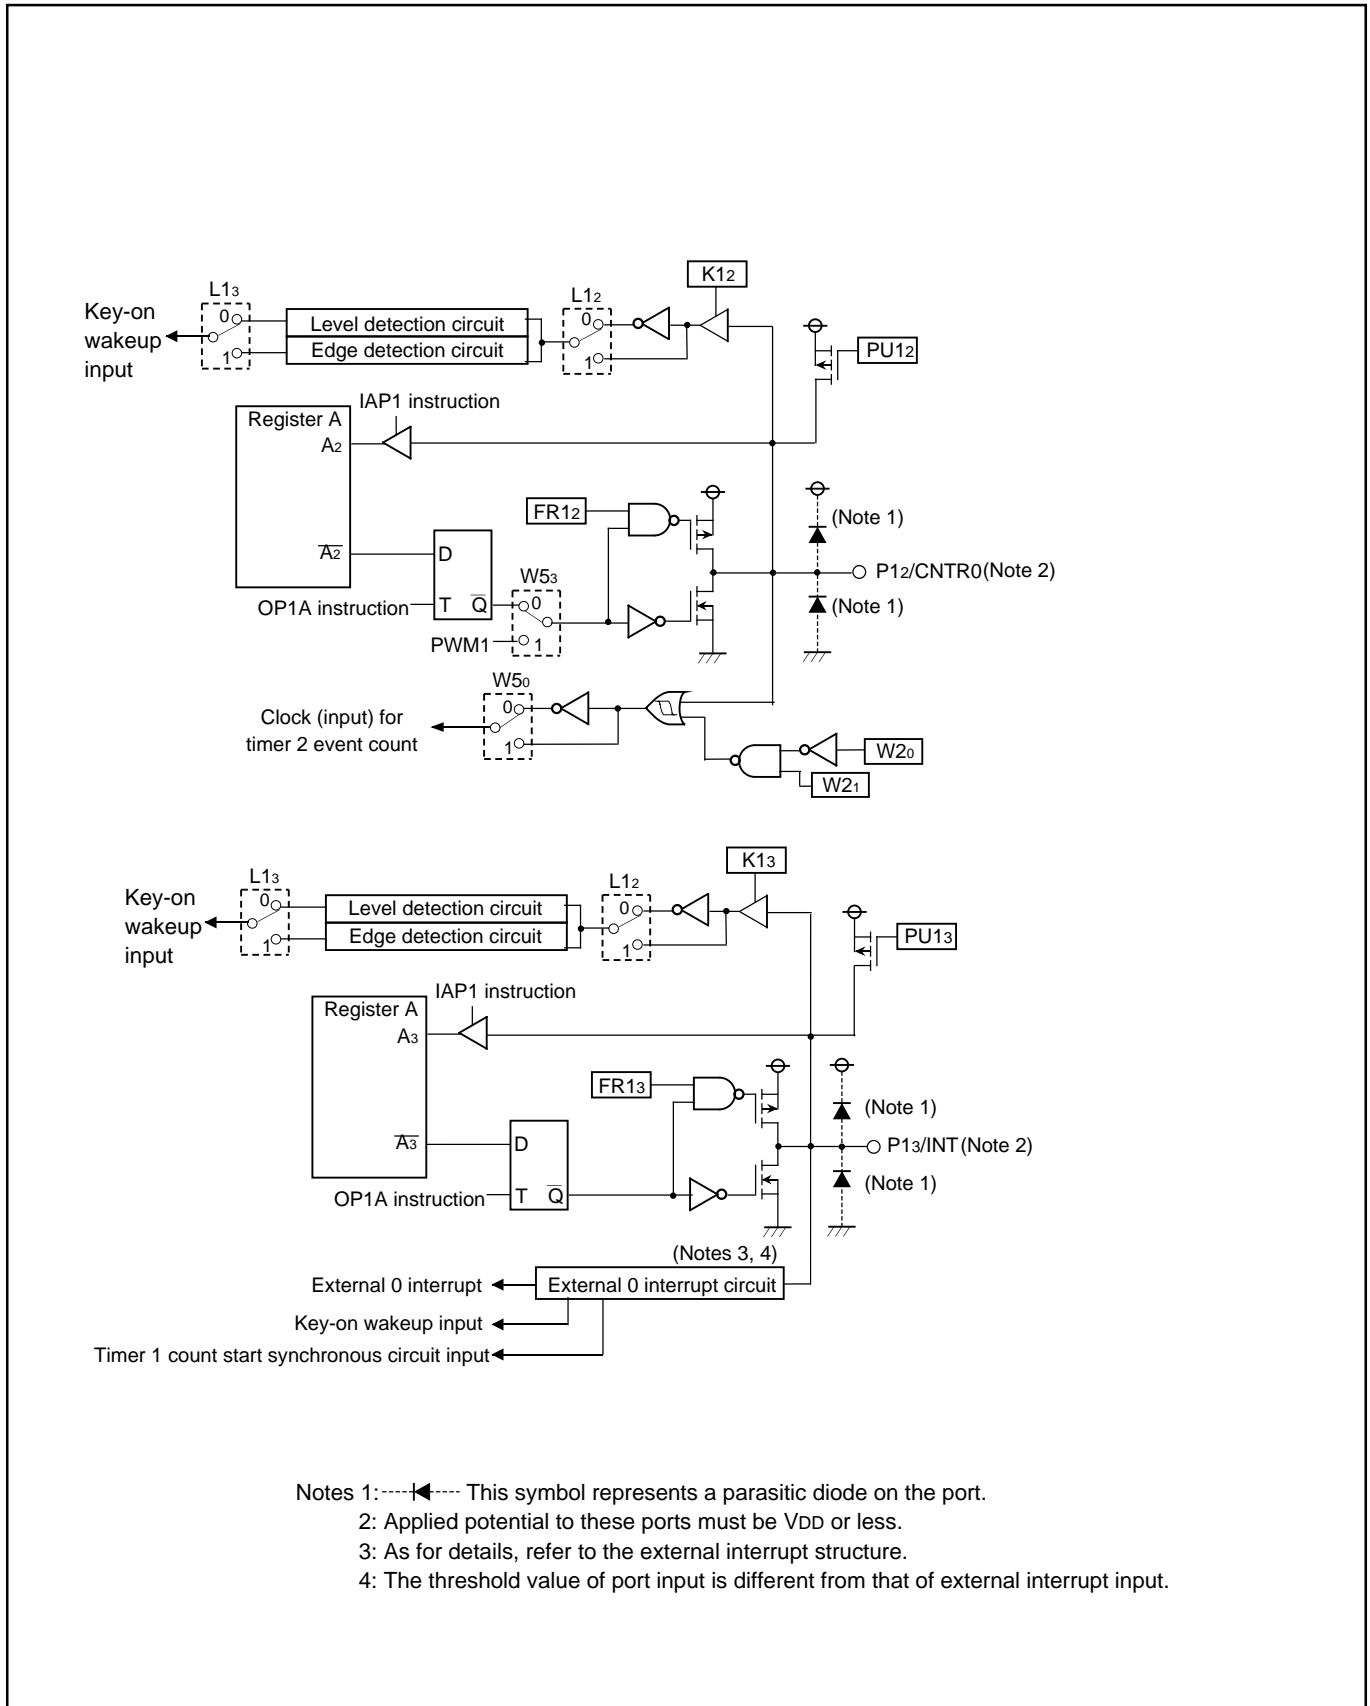 K12
L13
L12
Key-on
wakeup
input
0
1
Level detection circuit
Edge detection circuit
0
1
PU12
IAP1 instruction
Register A
A2
FR12
(Note 1)
A2
D
W53
P12/CNTR0(Note 2)
OP1A instruction
T
Q
0
(Note 1)
PWM1
1
W50
Clock (input) for
timer 2 event count
0
1
W20
W21
K13
L13
L12
Key-on
wakeup
input
0
1
Level detection circuit
Edge detection circuit
0
1
PU13
IAP1 instruction
Register A
A3
FR13
(Note 1)
A3
D
P13/INT(Note 2)
OP1A instruction
T
Q
(Note 1)
(Notes 3, 4)
External 0 interrupt
External 0 interrupt circuit
Key-on wakeup input
Timer 1 count start synchronous circuit input
Notes 1: This symbol represents a parasitic diode on the port.
2: Applied potential to these ports must be VDD or less.
3: As for details, refer to the external interrupt structure.
4: The threshold value of port input is different from that of external interrupt input.